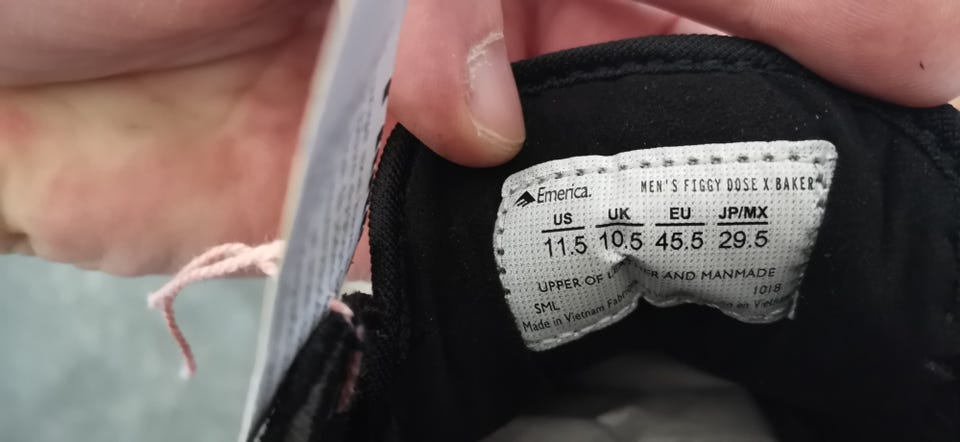 Emerica.
MEN'S FIGGY DOSE X BAKER
US UK EU JP/MX
11.5 10.5 45.5 29.5
UPPER OF AND MANMADE
SML 1018
Made in Vietnam en